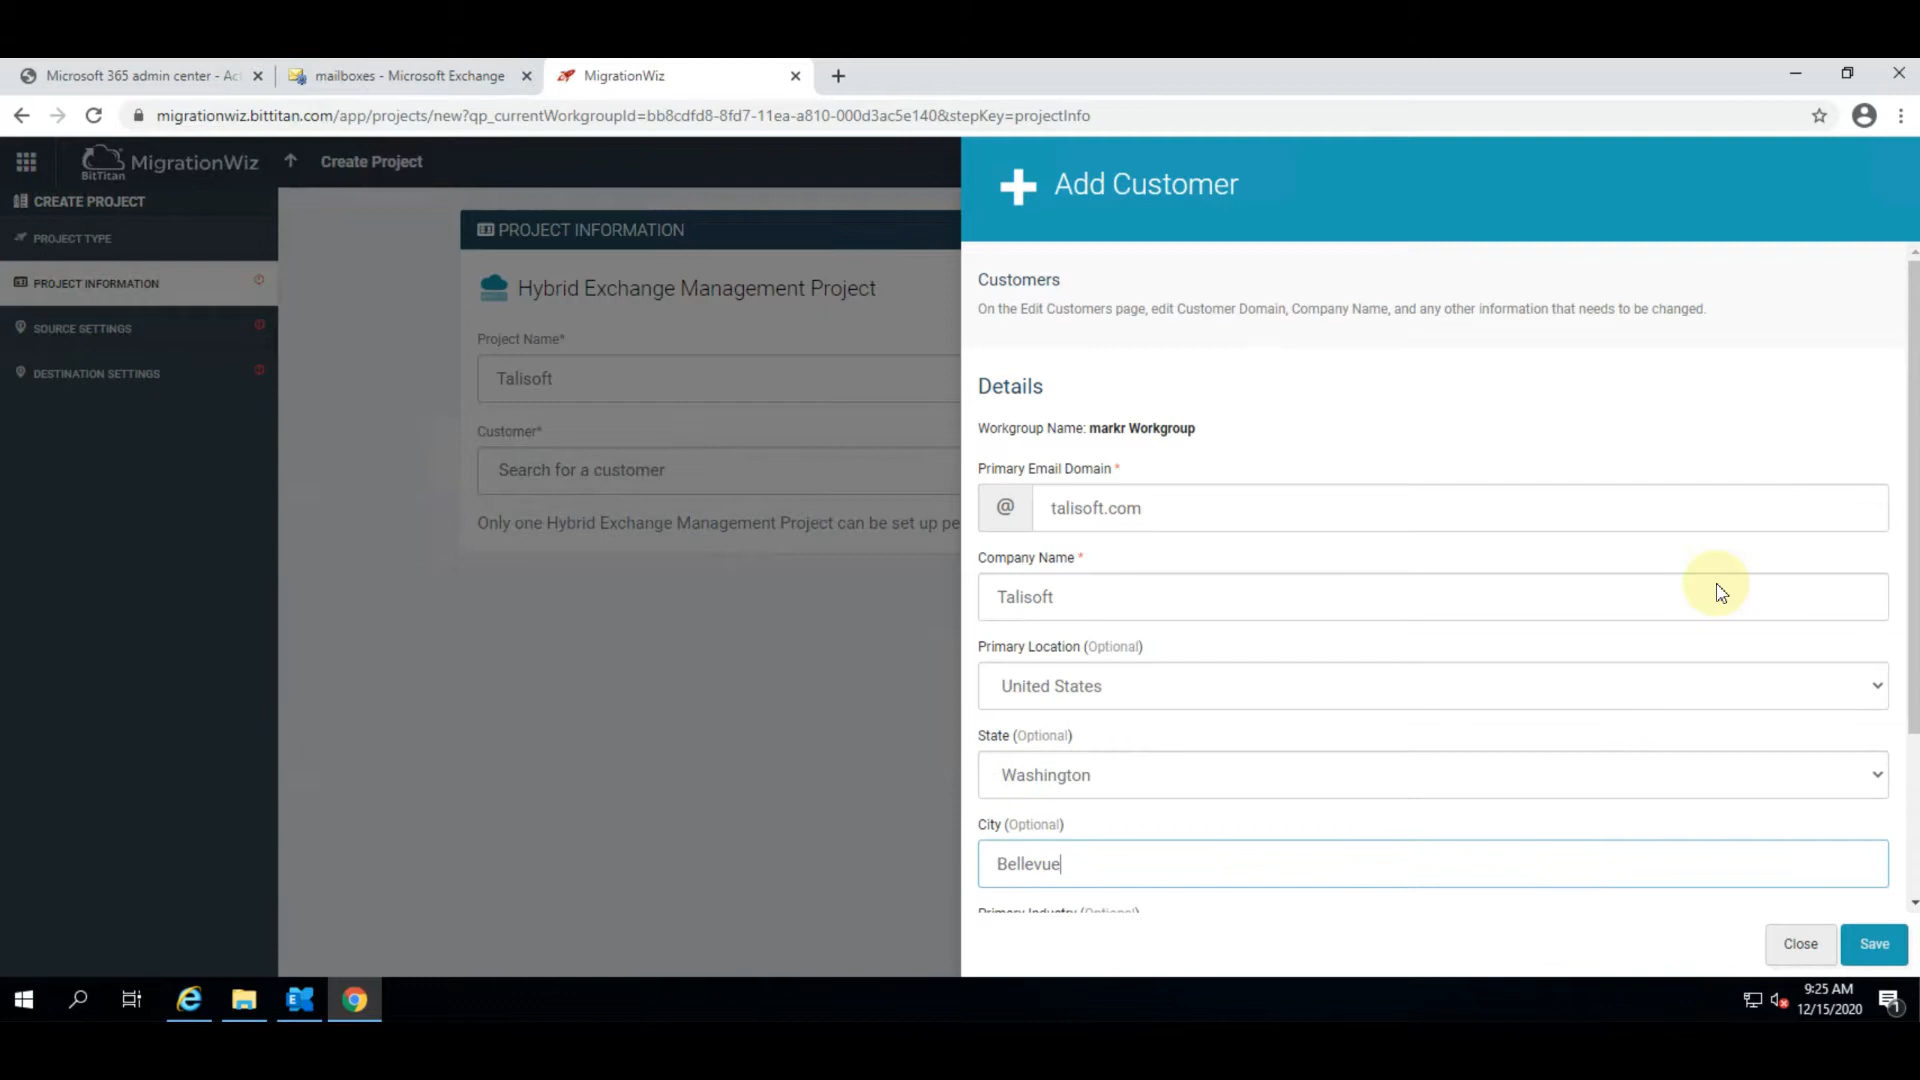 Microsoft 365 admin center - Ac
mailboxes - Microsoft Exchange
MigrationWiz
migrationwiz.bittitan.com/app/projects/new?qp_currentWorkgroupId=bb8cdfd8-8fd7-11ea-a810-000d3ac5e140&stepKey=projectInfo
BitTitan MigrationWiz
Create Project
CREATE PROJECT
PROJECT TYPE
PROJECT INFORMATION
SOURCE SETTINGS
DESTINATION SETTINGS
PROJECT INFORMATION
Hybrid Exchange Management Project
Project Name*
Talisoft
Customer*
Search for a customer
Only one Hybrid Exchange Management Project can be set up pe
Add Customer
Customers
On the Edit Customers page, edit Customer Domain, Company Name, and any other information that needs to be changed.
Details
Workgroup Name: markr Workgroup
Primary Email Domain *
@ talisoft.com
Company Name *
Talisoft
Primary Location (Optional)
United States
State (Optional)
Washington
City (Optional)
Bellevue
Primary Industry (Optional)
Close
Save
9:25 AM
12/15/2020
1